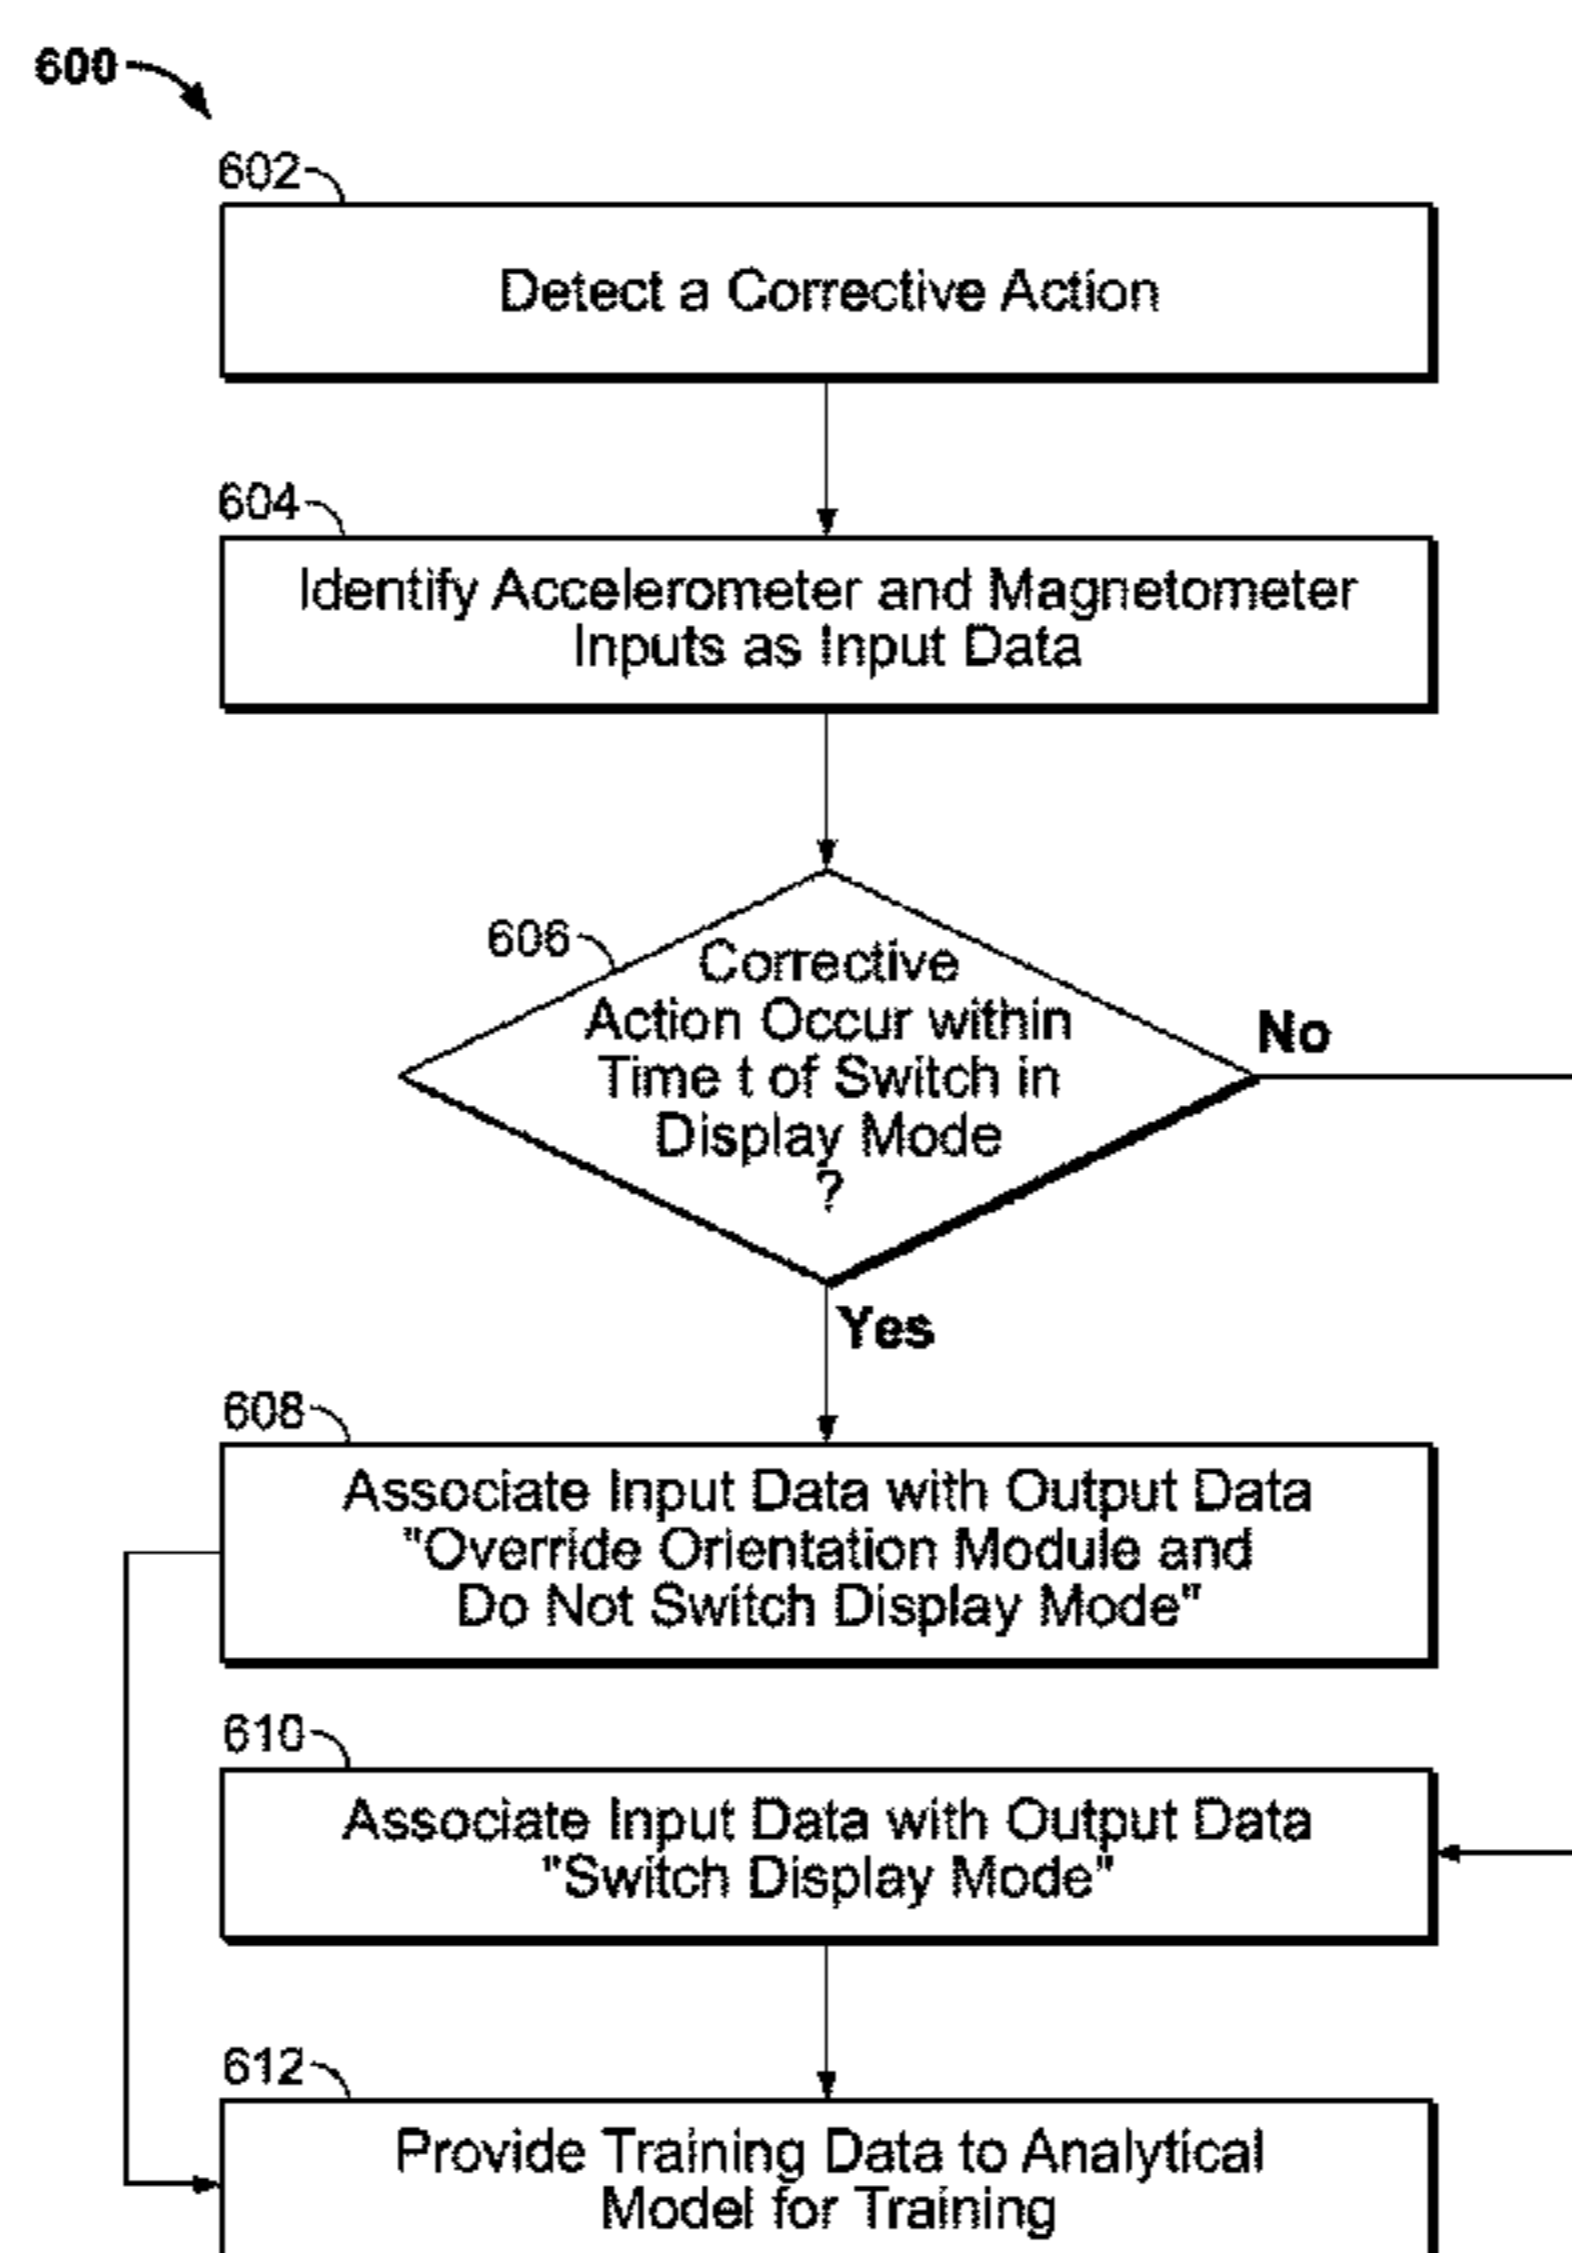 600
602
Detect a Corrective Action
604
Identify Accelerometer and Magnetometer
Inputs as Input Data
606
Corrective
Action Occur within
Time t of Switch in
Display Mode
?
No
Yes
608
Associate Input Data with Output Data
"Override Orientation Module and
Do Not Switch Display Mode"
610
Associate Input Data with Output Data
"Switch Display Mode"
612
Provide Training Data to Analytical
Model for Training